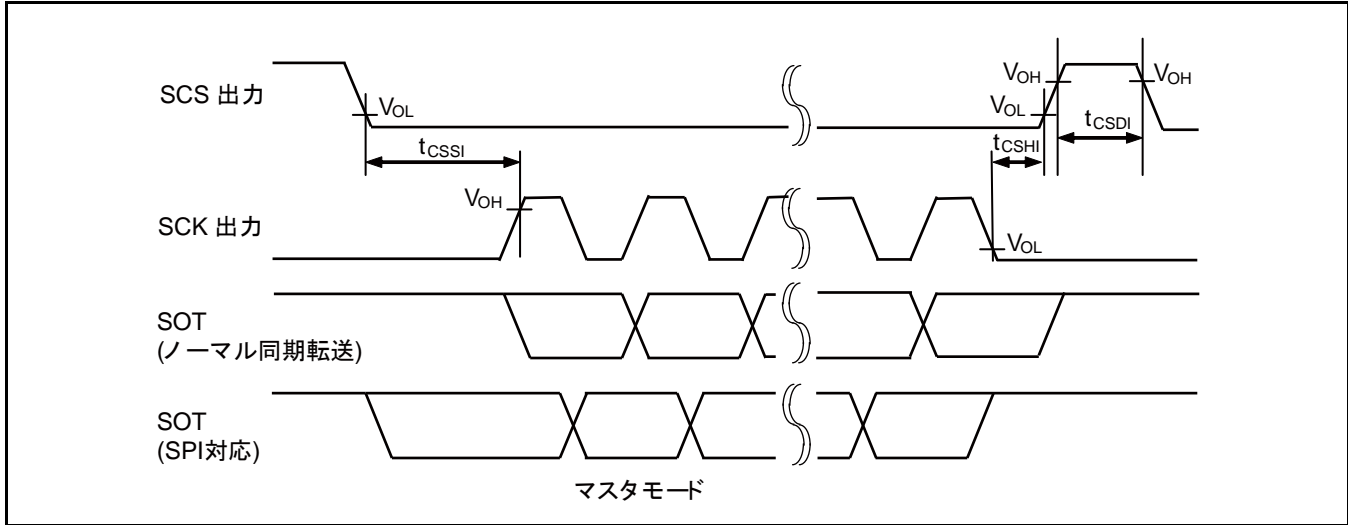 SCS 出力
VOL
tCSSI
VOH
VOL
VOH
tCSHI
tCSDI
SCK 出力
VOH
VOL
SOT
(ノーマル同期転送)
SOT
(SPI対応)
マスタモード